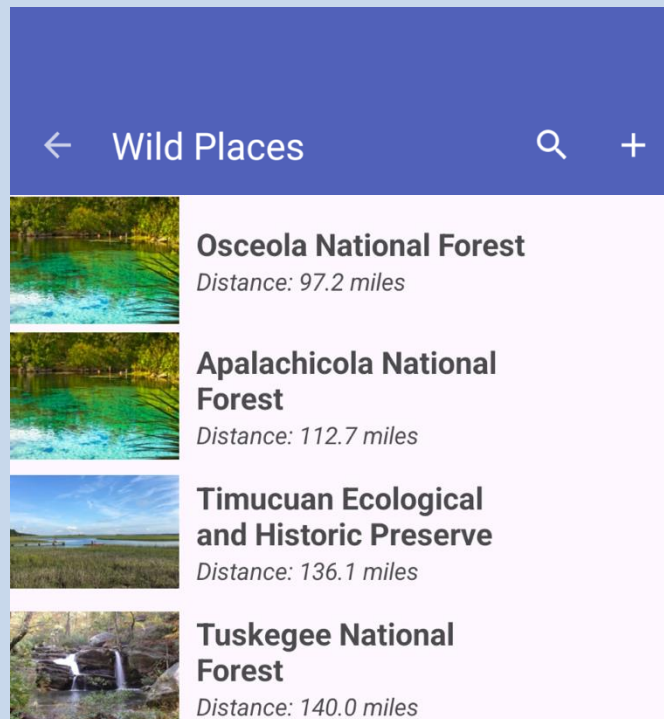 Wild Places
Osceola National Forest
Distance: 97.2 miles
Apalachicola National
Forest
Distance: 112.7 miles
Timucuan Ecological
and Historic Preserve
Distance: 136.1 miles
Tuskegee National
Forest
Distance: 140.0 miles